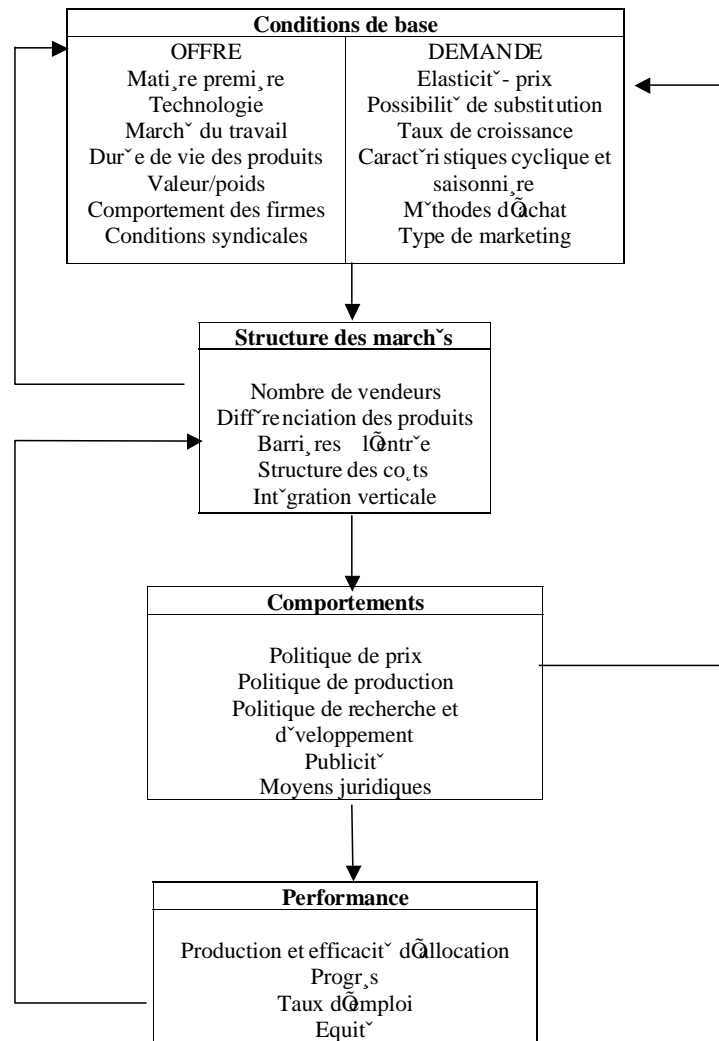 Conditions de base
OFFRE
Mati¸re premi¸re
Technologie
Marchˇ du travail
Durˇe de vie des produits
Valeur/poids
Comportement des firmes
Conditions syndicales
DEMANDE
Elasticitˇ- prix
Possibilitˇ de substitution
Taux de croissance
Caractˇristiques cyclique et
saisonni¸re
Mˇthodes dÕachat
Type de marketing
Structure des marchˇs
Nombre de vendeurs
Diffˇrenciation des produits
Barri¸res lÕentrˇe
Structure des co¸ts
Intˇgration verticale
Comportements
Politique de prix
Politique de production
Politique de recherche et
dˇveloppement
Publicitˇ
Moyens juridiques
Performance
Production et efficacitˇ dÕallocation
Progr¸s
Taux dÕemploi
Equitˇ